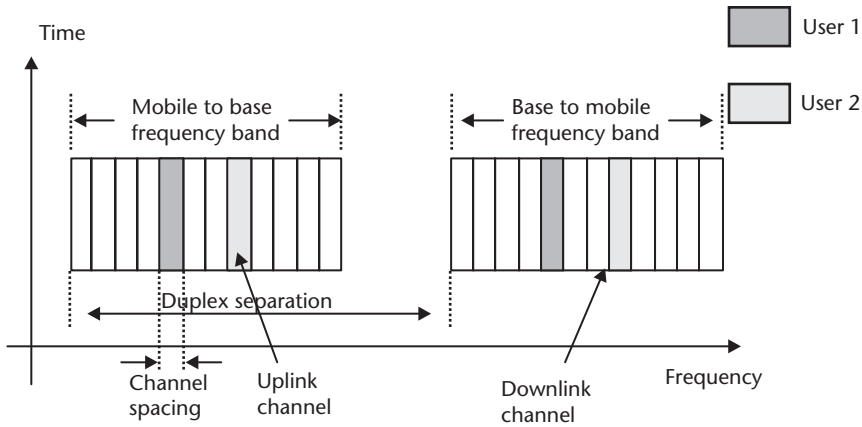 Time
User 1
User 2
Mobile to base
frequency band
Base to mobile
frequency band
Duplex separation
Channel
spacing
Uplink
channel
Downlink
channel
Frequency